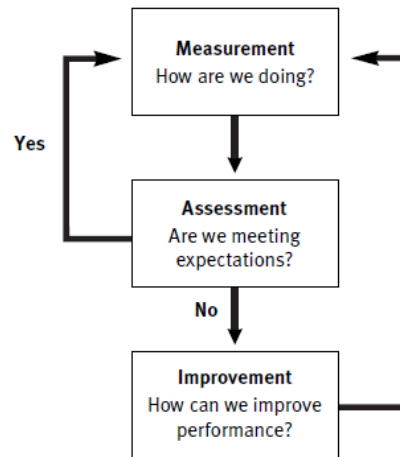 Measurement
How are we doing?
Yes
Assessment
Are we meeting
expectations?
No
Improvement
How can we improve
performance?